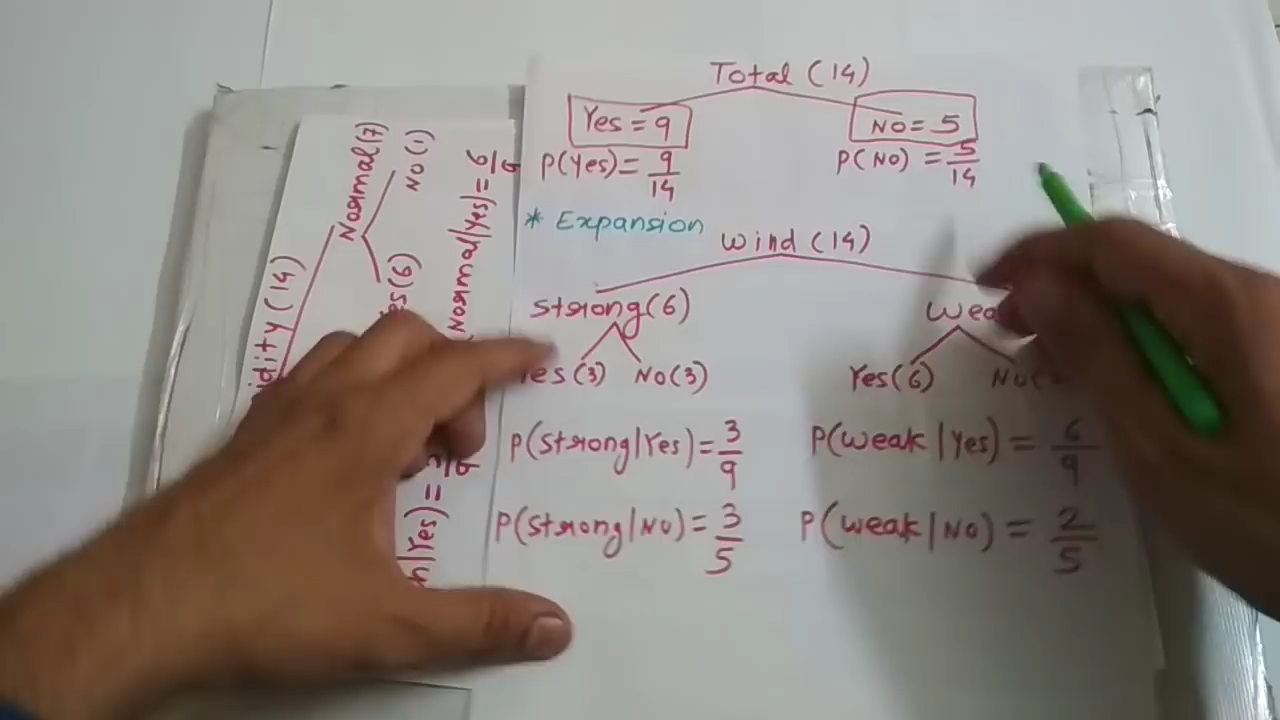 Total (14)
Yes = 9
NO = 5
P(Yes) = 9/14
P(NO) = 5/14
* Expansion
Wind (14)
Strong(6)
Yes(3)
NO(3)
Yes(6)
P(Strong|Yes) = 3/9
P(weak|Yes) = 6/9
P(Strong|NO) = 3/5
P(weak|NO) = 2/5
Normal(7)
NO(1)
(14)
(6)
Normal|Yes) =
|Yes) =